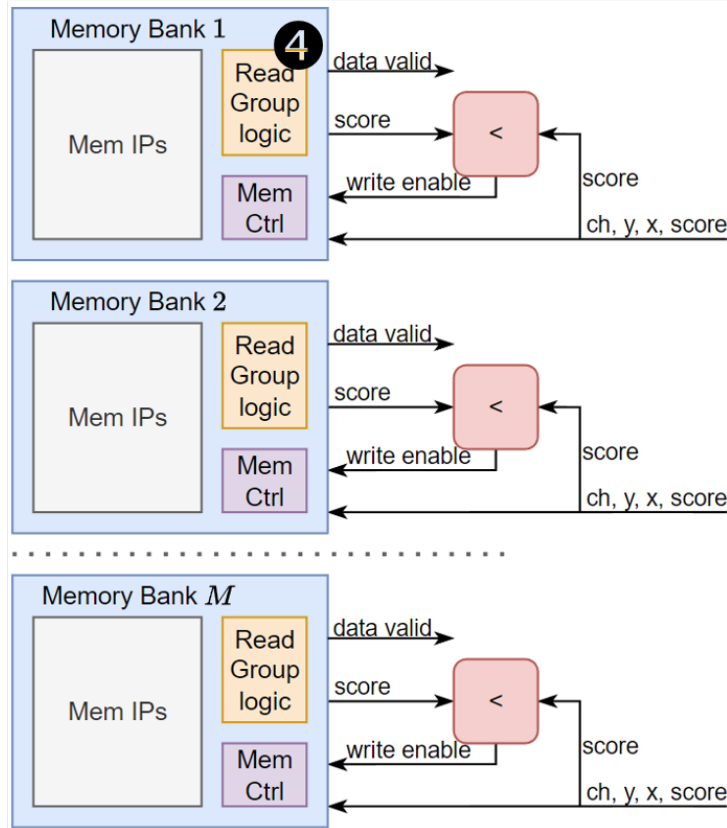 Memory Bank 1
4
Mem IPs
Read
Group
logic
Mem
Ctrl
data valid
score
<
write enable
score
ch, y, x, score
Memory Bank 2
Mem IPs
Read
Group
logic
Mem
Ctrl
data valid
score
<
write enable
score
ch, y, x, score
Memory Bank M
Mem IPs
Read
Group
logic
Mem
Ctrl
data valid
score
<
write enable
score
ch, y, x, score